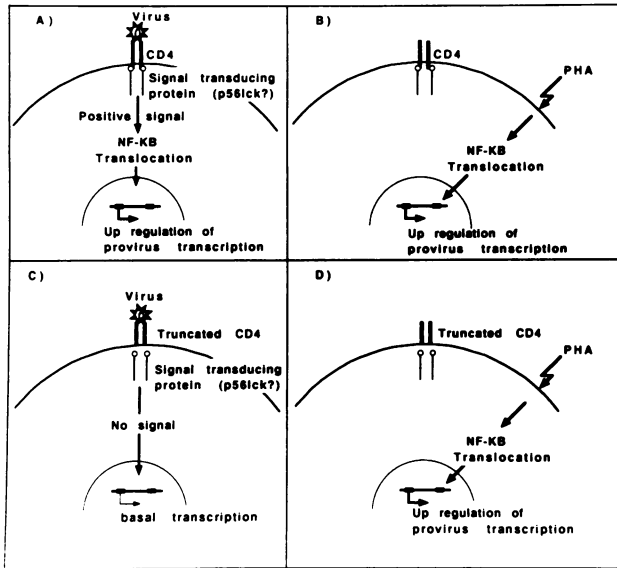 A)
Virus
CD4
Signal transducing
protein (p56lck?)
Positive signal
NF-KB
Translocation
Up regulation of
provirus transcription
B)
CD4
PHA
NF-KB
Translocation
Up regulation of
provirus transcription
C)
Virus
Truncated CD4
Signal transducing
protein (p56lck?)
No signal
basal transcription
D)
Truncated CD4
PHA
NF-KB
Translocation
Up regulation of
provirus transcription